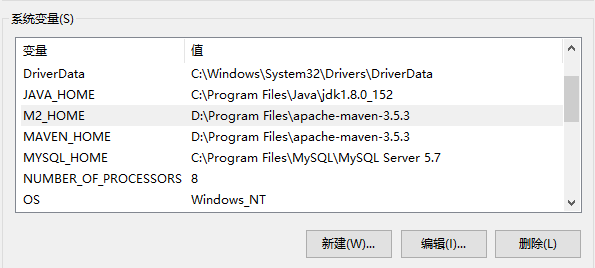 系统变量(S)
变量 值
DriverData C:\Windows\System32\Drivers\DriverData
JAVA_HOME C:\Program Files\Java\jdk1.8.0_152
M2_HOME D:\Program Files\apache-maven-3.5.3
MAVEN_HOME D:\Program Files\apache-maven-3.5.3
MYSQL_HOME C:\Program Files\MySQL\MySQL Server 5.7
NUMBER_OF_PROCESSORS 8
OS Windows_NT
新建(W)... 编辑(I)... 删除(L)